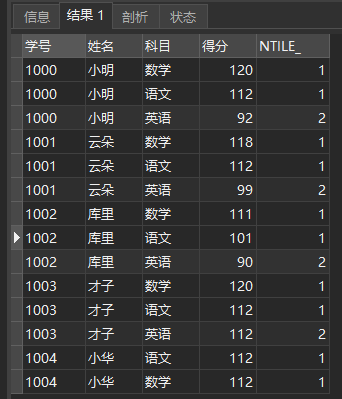 信息 结果 1 剖析 状态
学号 姓名 科目 得分 NTILE_
1000 小明 数学 120 1
1000 小明 语文 112 1
1000 小明 英语 92 2
1001 云朵 数学 118 1
1001 云朵 语文 112 1
1001 云朵 英语 99 2
1002 库里 数学 111 1
1002 库里 语文 101 1
1002 库里 英语 90 2
1003 才子 数学 120 1
1003 才子 语文 112 1
1003 才子 英语 112 2
1004 小华 语文 112 1
1004 小华 数学 112 1